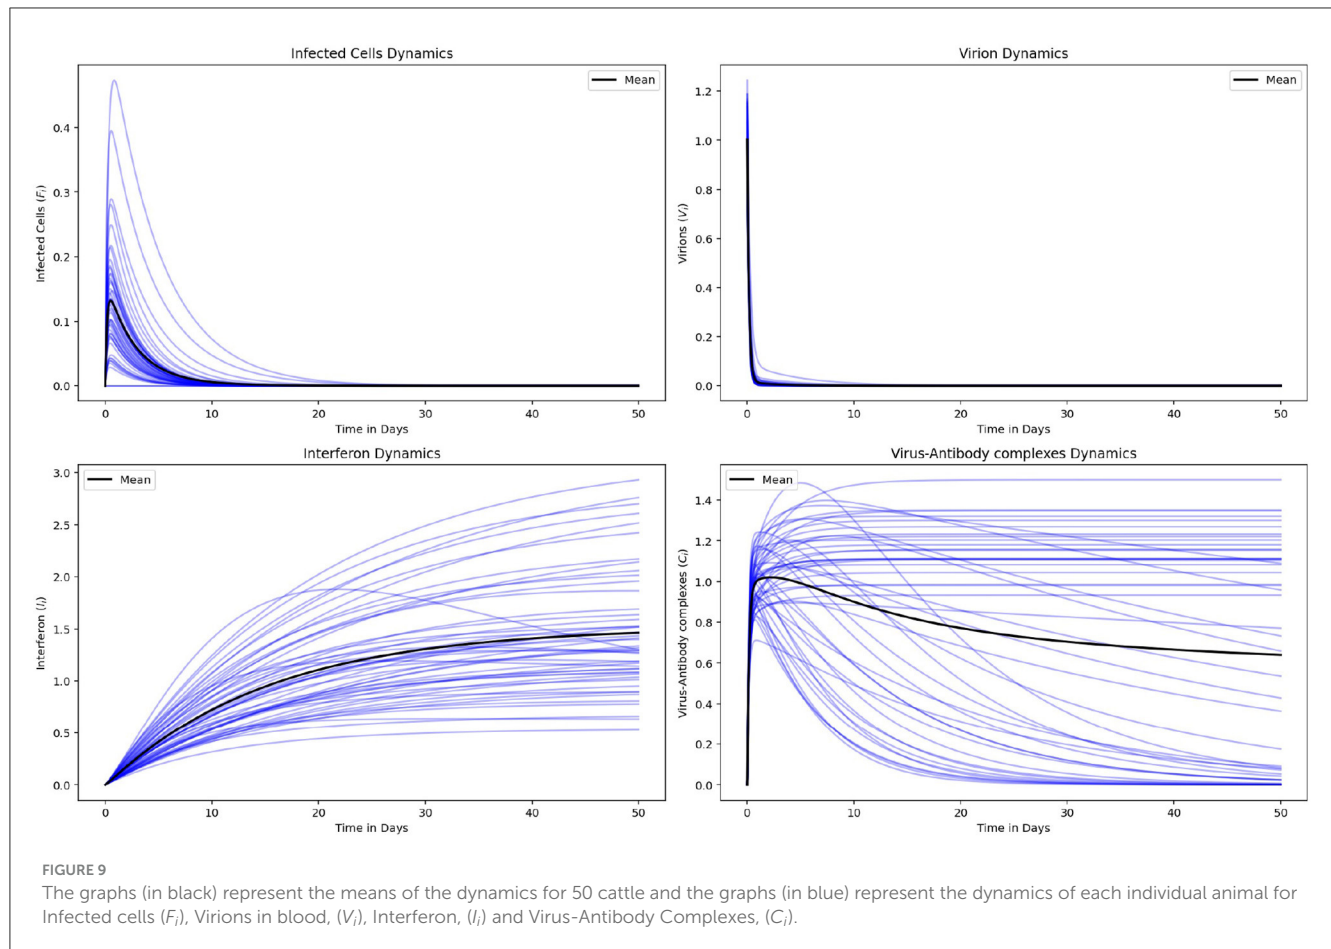 Infected Cells Dynamics
Mean
0.4
0.3
0.2
0.1
0.0
Infected Cells (Fi)
0 10 20 30 40 50
Time in Days
Virion Dynamics
Mean
1.2
1.0
0.8
0.6
0.4
0.2
0.0
Virions (Vi)
0 10 20 30 40 50
Time in Days
Interferon Dynamics
Mean
3.0
2.5
2.0
1.5
1.0
0.5
0.0
Interferon (Ii)
0 10 20 30 40 50
Time in Days
Virus-Antibody complexes Dynamics
Mean
1.4
1.2
1.0
0.8
0.6
0.4
0.2
0.0
Virus-Antibody complexes (Ci)
0 10 20 30 40 50
Time in Days
FIGURE 9
The graphs (in black) represent the means of the dynamics for 50 cattle and the graphs (in blue) represent the dynamics of each individual animal for
Infected cells (Fi), Virions in blood, (Vi), Interferon, (Ii) and Virus-Antibody Complexes, (Ci).